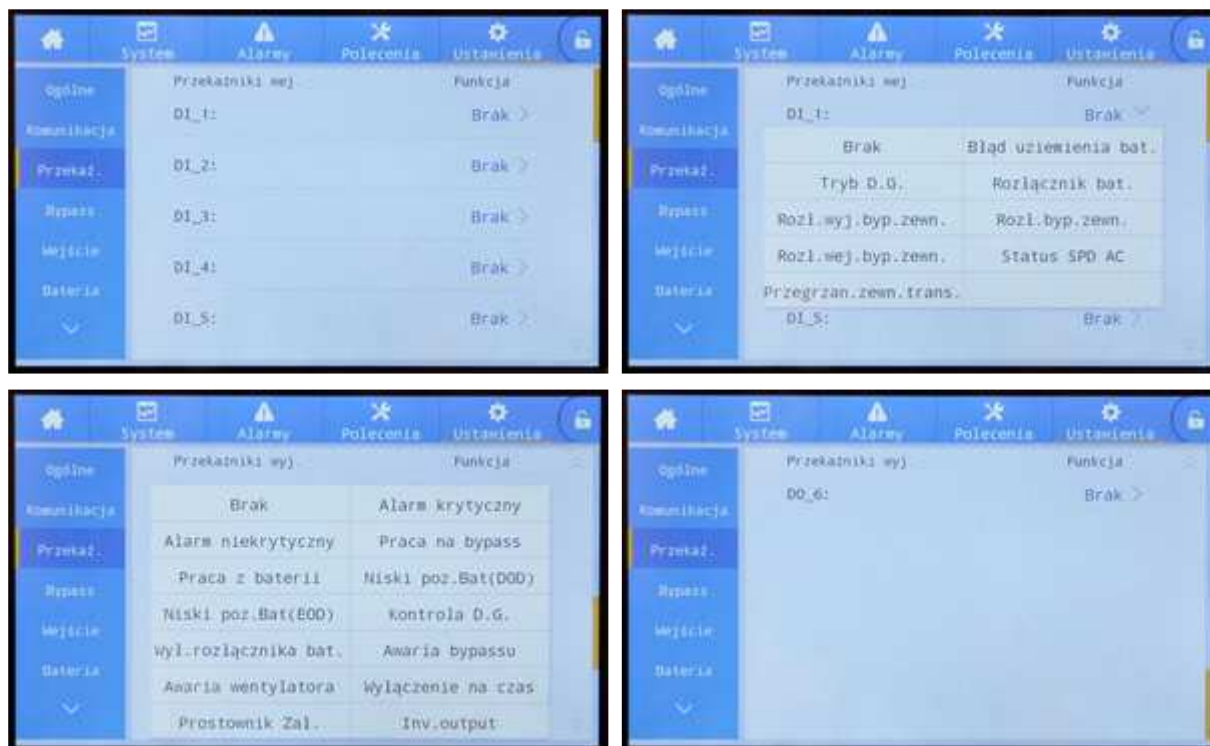 System Alarmy Polecenia Ustawienia
Ogólne
Komunikacja
Przekaź.
Bypass
Wejście
Bateria
Przekaźniki wej. Funkcja
DI_1: Brak >
DI_2: Brak >
DI_3: Brak >
DI_4: Brak >
DI_5: Brak >
System Alarmy Polecenia Ustawienia
Ogólne
Komunikacja
Przekaź.
Bypass
Wejście
Bateria
Przekaźniki wej. Funkcja
DI_1: Brak
Brak Błąd uziemienia bat.
Tryb D.G. Rozłącznik bat.
Rozł.wyj.byp.zewn. Rozł.byp.zewn.
Rozł.wej.byp.zewn. Status SPD AC
Przegrzan.zewn.trans.
DI_5: Brak >
System Alarmy Polecenia Ustawienia
Ogólne
Komunikacja
Przekaź.
Bypass
Wejście
Bateria
Przekaźniki wyj. Funkcja
Brak Alarm krytyczny
Alarm niekrytyczny Praca na bypass
Praca z baterii Niski poz.Bat(DOD)
Niski poz.Bat(EOD) Kontrola D.G.
Wył.rozłącznika bat. Awaria bypassu
Awaria wentylatora Wyłączenie na czas
Prostownik Zał. Inv.output
System Alarmy Polecenia Ustawienia
Ogólne
Komunikacja
Przekaź.
Bypass
Wejście
Bateria
Przekaźniki wyj. Funkcja
DO_6: Brak >